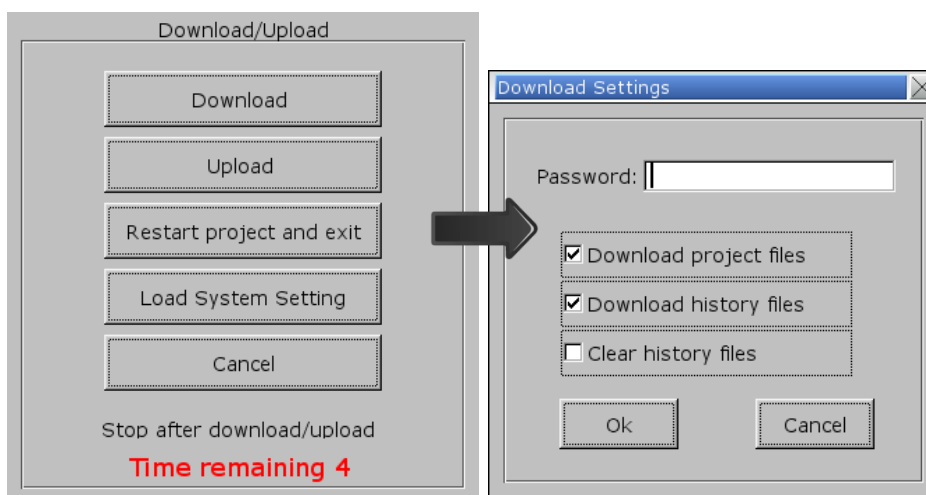 Download/Upload
Download
Upload
Restart project and exit
Load System Setting
Cancel
Stop after download/upload
Time remaining 4
Download Settings
Password:
Download project files
Download history files
Clear history files
Ok
Cancel